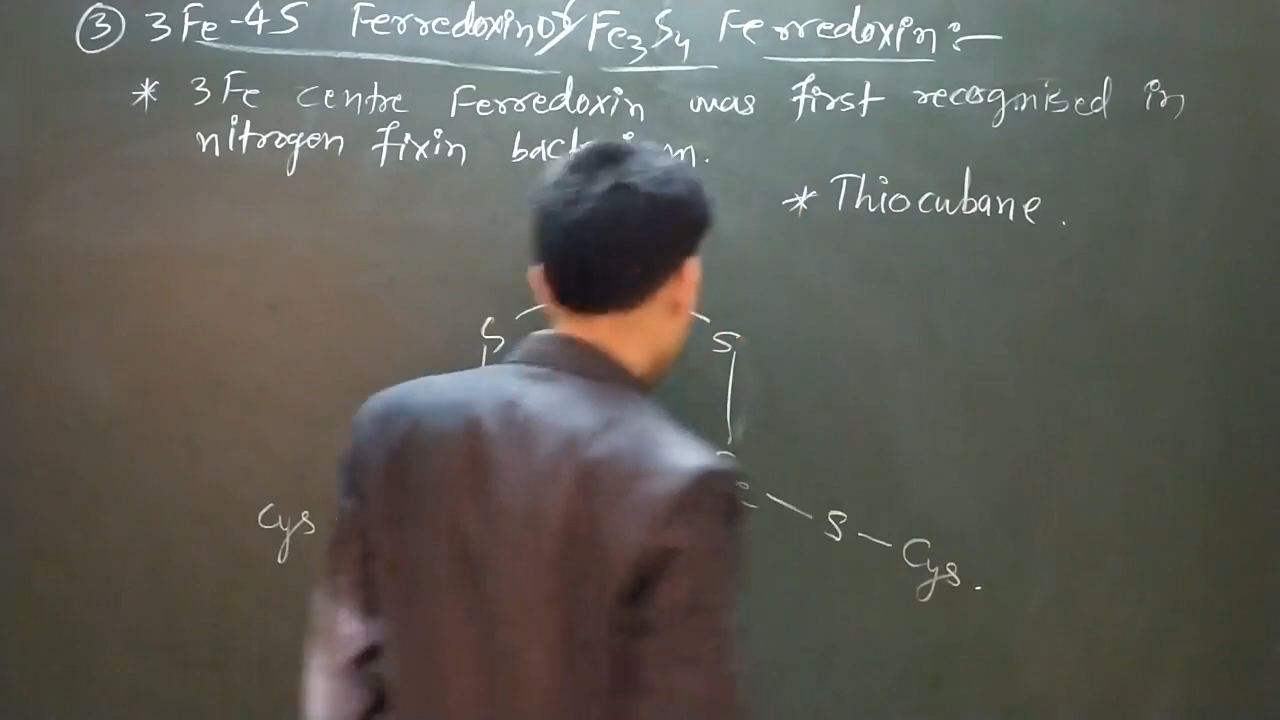 ③ 3Fe-4S Ferredoxin or Fe₃S₄ Ferredoxin:-
* 3Fe centre Ferredoxin was first recognised in
nitrogen fixin
* Thiocubane.
S S
Cys S - Cys.